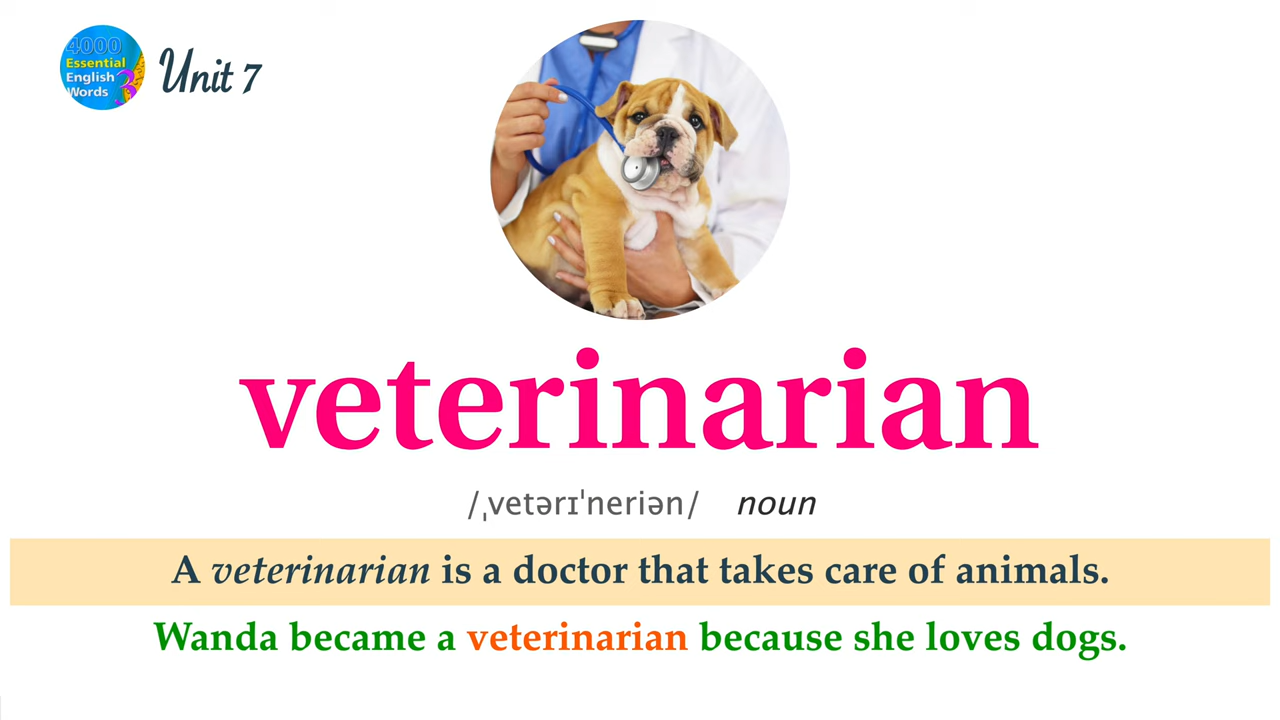 4000
Essential
English
Words 3
Unit 7
veterinarian
/ˌvetərɪˈneriən/ noun
A veterinarian is a doctor that takes care of animals.
Wanda became a veterinarian because she loves dogs.